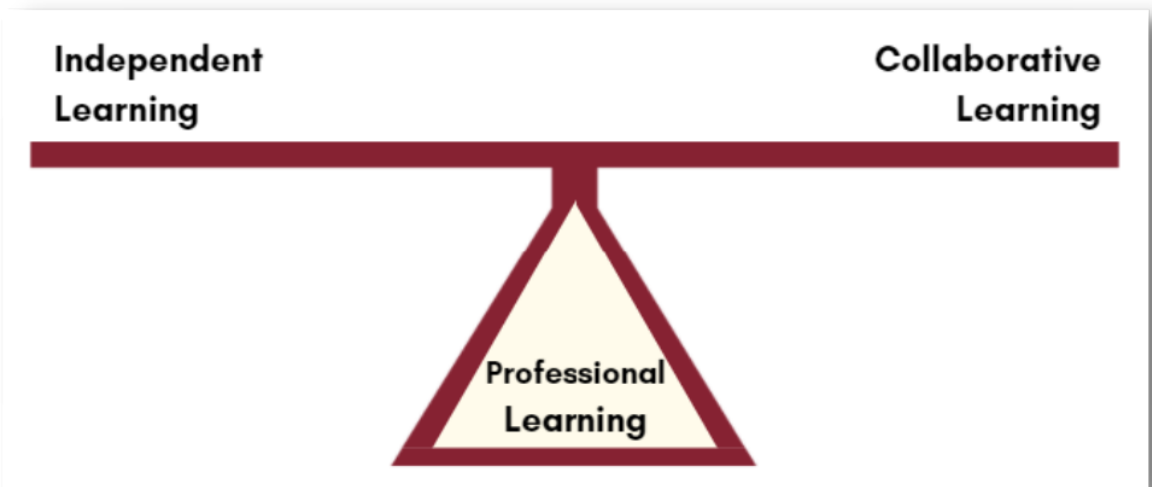 Independent
Learning
Collaborative
Learning
Professional
Learning